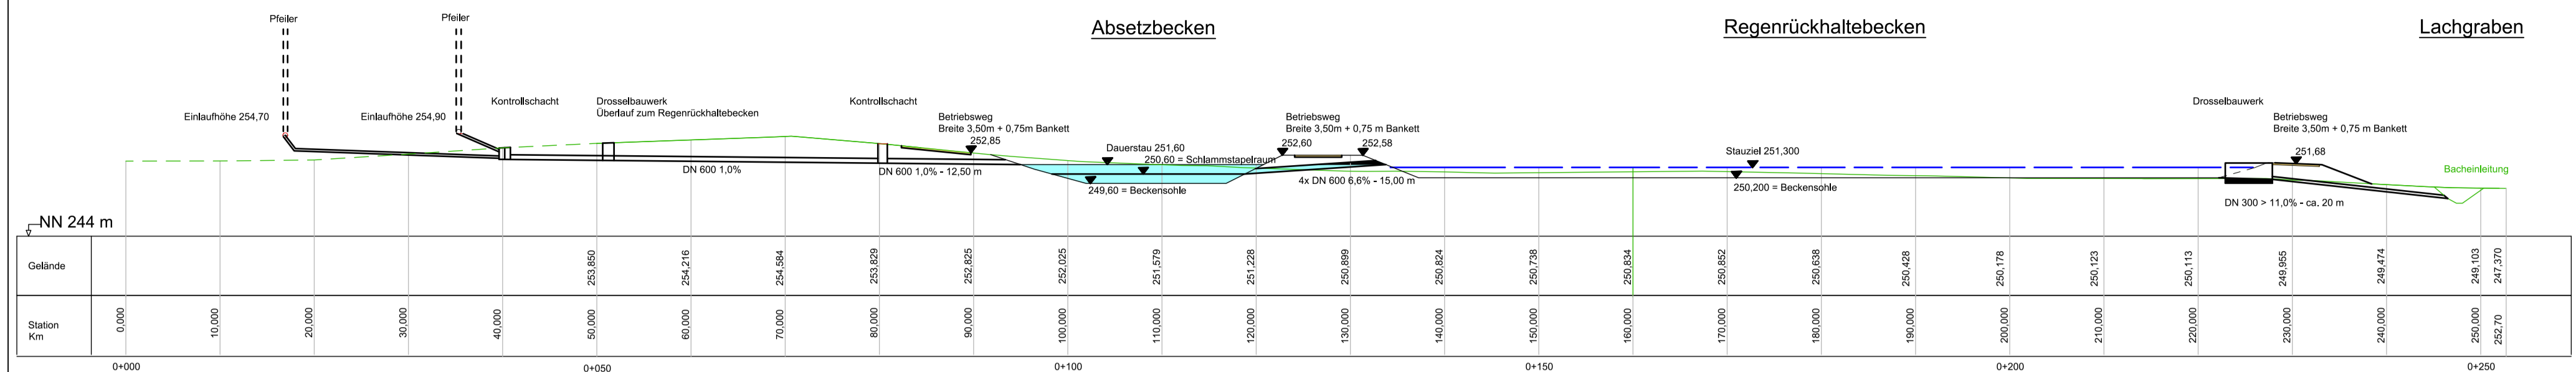 Absetzbecken
Regenrückhaltebecken
Lachgraben
Pfeiler
Pfeiler
Einlaufhöhe 254,70
Einlaufhöhe 254,90
Kontrollschacht
Drosselbauwerk
Überlauf zum Regenrückhaltebecken
DN 600 1,0%
Kontrollschacht
DN 600 1,0% - 12,50 m
Betriebsweg
Breite 3,50m + 0,75m Bankett
252,85
Dauerstau 251,60
250,60 = Schlammstapelraum
249,60 = Beckensohle
Betriebsweg
Breite 3,50m + 0,75 m Bankett
252,60
252,58
4x DN 600 6,6% - 15,00 m
Stauziel 251,300
250,200 = Beckensohle
Drosselbauwerk
Betriebsweg
Breite 3,50m + 0,75 m Bankett
251,68
Bacheinleitung
DN 300 > 11,0% - ca. 20 m
NN 244 m
Gelände
253,850
254,216
254,584
253,829
252,825
252,025
251,579
251,228
250,899
250,824
250,738
250,834
250,852
250,638
250,428
250,178
250,123
250,113
249,955
249,474
249,103
247,370
Station
Km
0,000
10,000
20,000
30,000
40,000
50,000
60,000
70,000
80,000
90,000
100,000
110,000
120,000
130,000
140,000
150,000
160,000
170,000
180,000
190,000
200,000
210,000
220,000
230,000
240,000
250,000
252,70
0+000
0+050
0+100
0+150
0+200
0+250